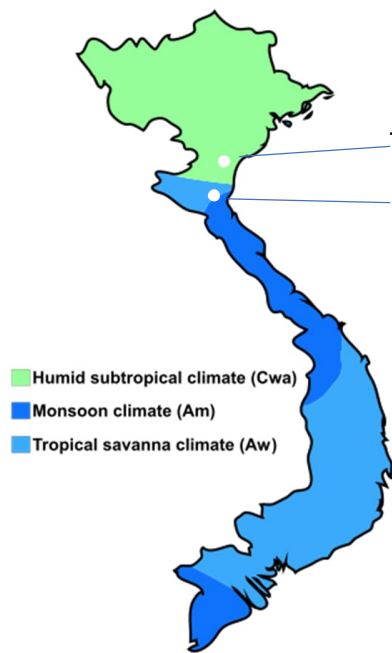 Humid subtropical climate (Cwa)
Monsoon climate (Am)
Tropical savanna climate (Aw)